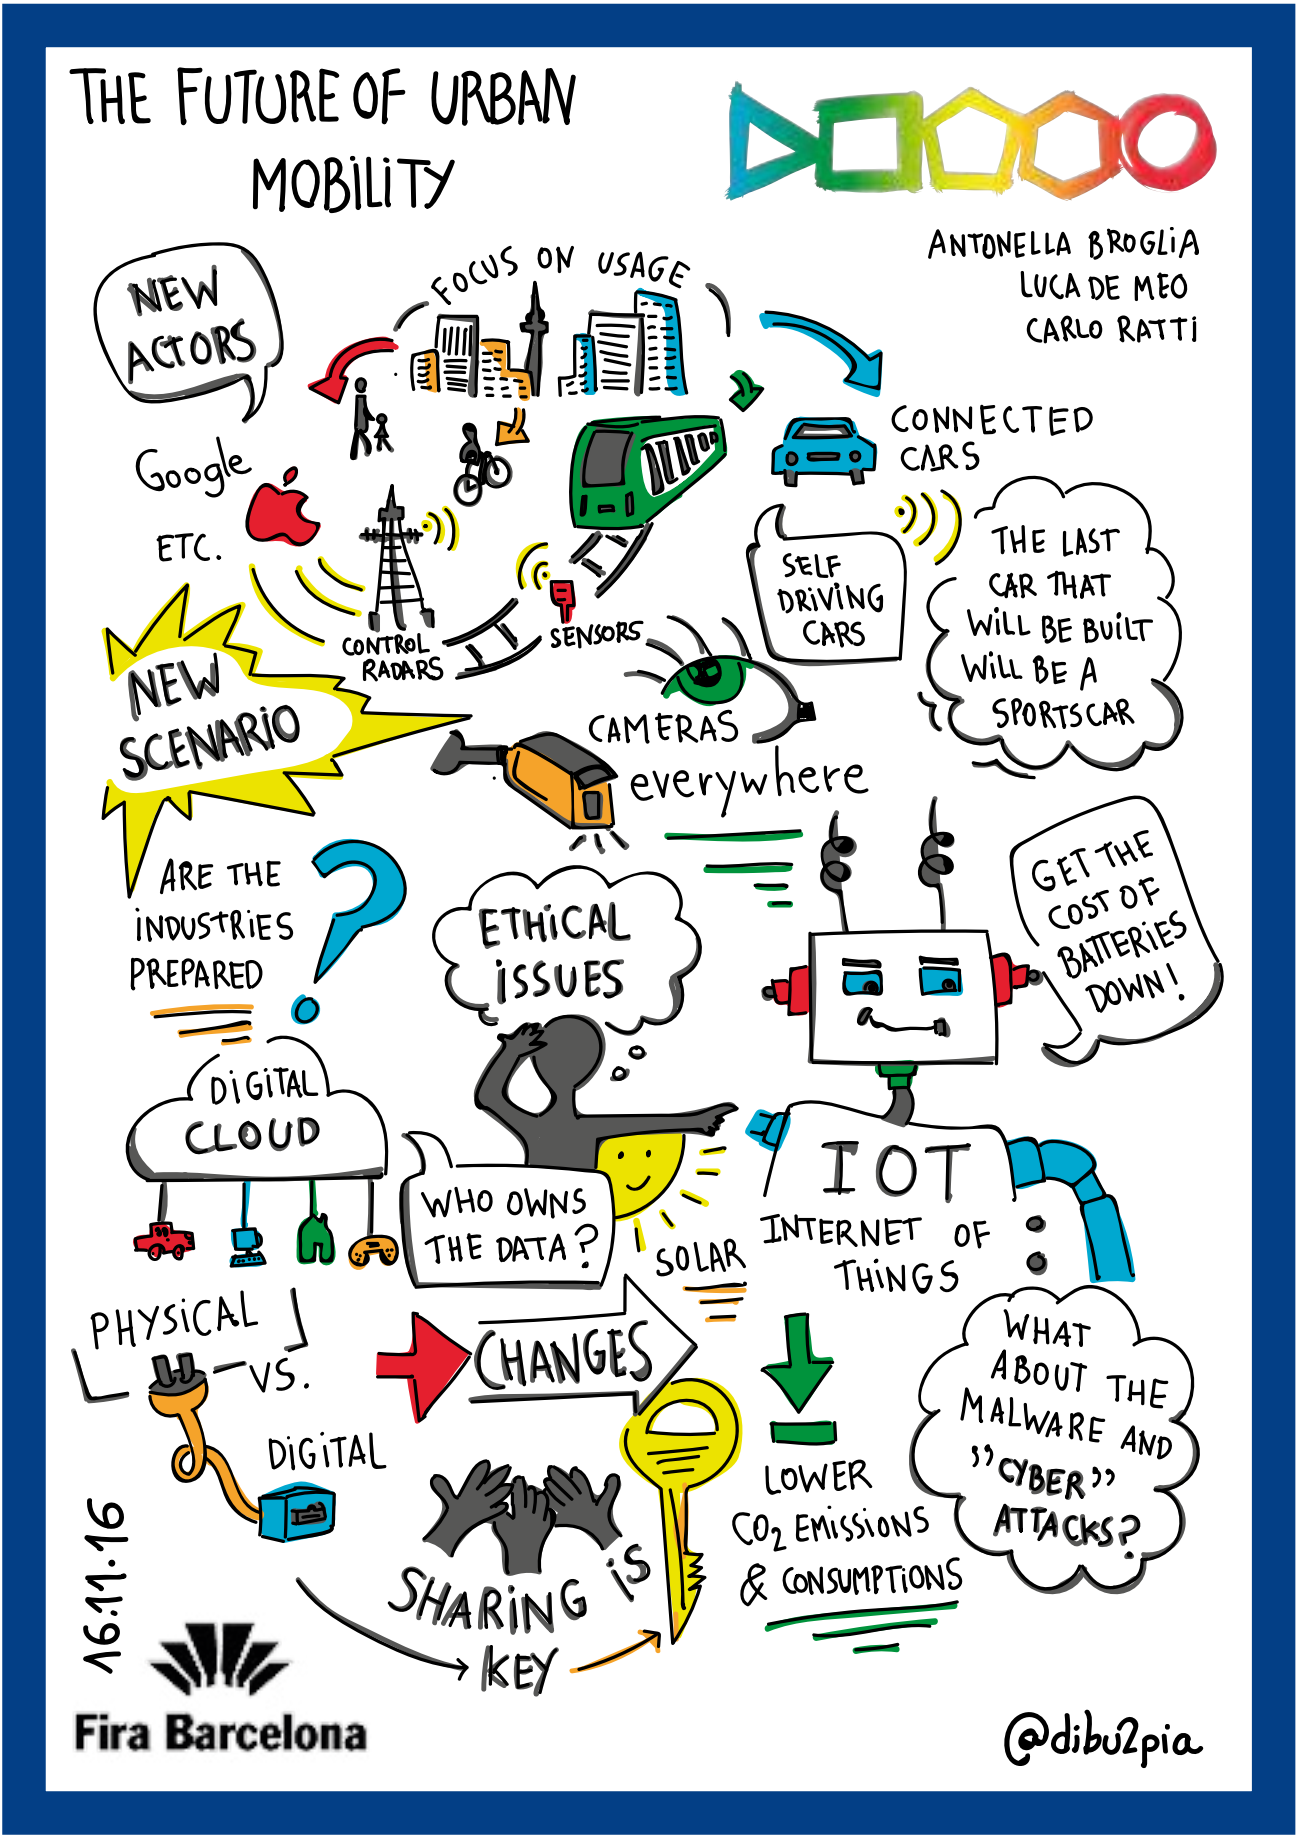 THE FUTURE OF URBAN
MOBiLiTY
ANTONELLA BROGLiA
LUCA DE MEO
CARLO RATTi
NEW
ACTORS
FOCUS ON USAGE
Google
ETC.
CONNECTED
CARS
SELF
DRiViNG
CARS
THE LAST
CAR THAT
WiLL BE BUiLT
WiLL BE A
SPORTSCAR
CONTROL
RADARS
SENSORS
NEW
SCENARiO
CAMERAS
everywhere
ARE THE
iNDUSTRiES
PREPARED
?
ETHiCAL
iSSUES
GET THE
COST OF
BATTERiES
DOWN!
DiGiTAL
CLOUD
WHO OWNS
THE DATA?
SOLAR
IOT
INTERNET OF
THiNGS
PHYSiCAL
VS.
DiGiTAL
CHANGES
SHARiNG iS
KEY
LOWER
CO2 EMiSSiONS
& CONSUMPTiONS
WHAT
ABOUT THE
MALWARE AND
”CYBER”
ATTACKS?
16.11.16
Fira Barcelona
@dibu2pia